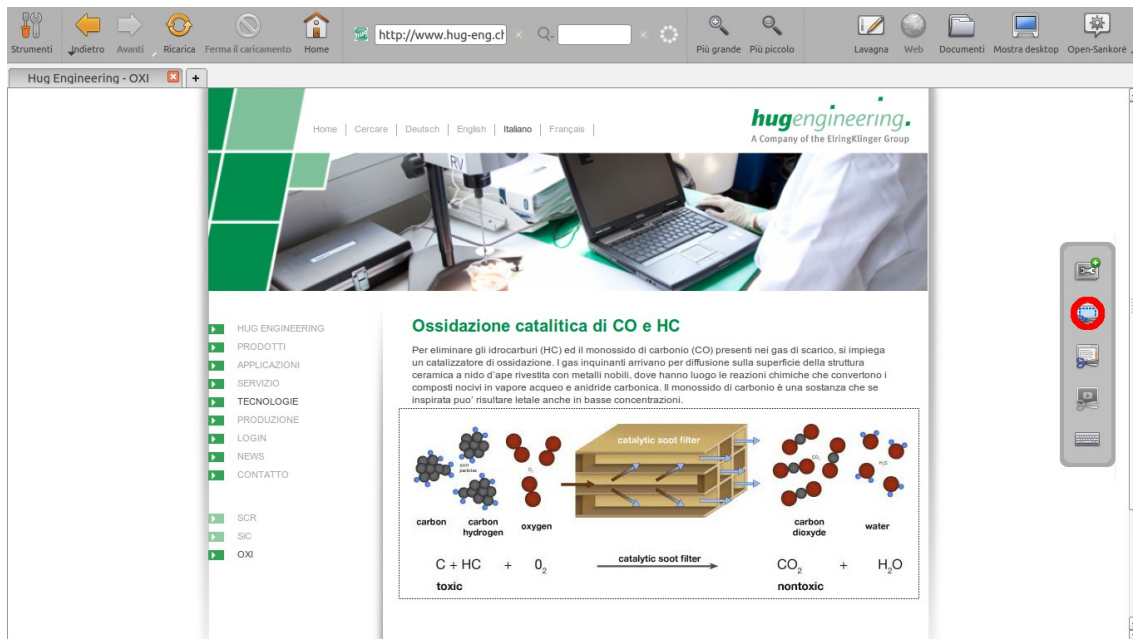 Strumenti Indietro Avanti Ricarica Ferma il caricamento Home http://www.hug-eng.ch Più grande Più piccolo Lavagna Web Documenti Mostra desktop Open-Sankoré
Hug Engineering - OXI
Home | Cercare | Deutsch | English | Italiano | Français |
hugengineering.
A Company of the ElringKlinger Group
RV
HUG ENGINEERING
PRODOTTI
APPLICAZIONI
SERVIZIO
TECNOLOGIE
PRODUZIONE
LOGIN
NEWS
CONTATTO
SCR
SiC
OXI
Ossidazione catalitica di CO e HC
Per eliminare gli idrocarburi (HC) ed il monossido di carbonio (CO) presenti nei gas di scarico, si impiega
un catalizzatore di ossidazione. I gas inquinanti arrivano per diffusione sulla superficie della struttura
ceramica a nido d'ape rivestita con metalli nobili, dove hanno luogo le reazioni chimiche che convertono i
composti nocivi in vapore acqueo e anidride carbonica. Il monossido di carbonio è una sostanza che se
inspirata puo' risultare letale anche in basse concentrazioni.
catalytic soot filter
soot
particles
O2
CO2
H2O
carbon
carbon
hydrogen
oxygen
carbon
dioxyde
water
C + HC + 02 catalytic soot filter CO2 + H2O
toxic nontoxic